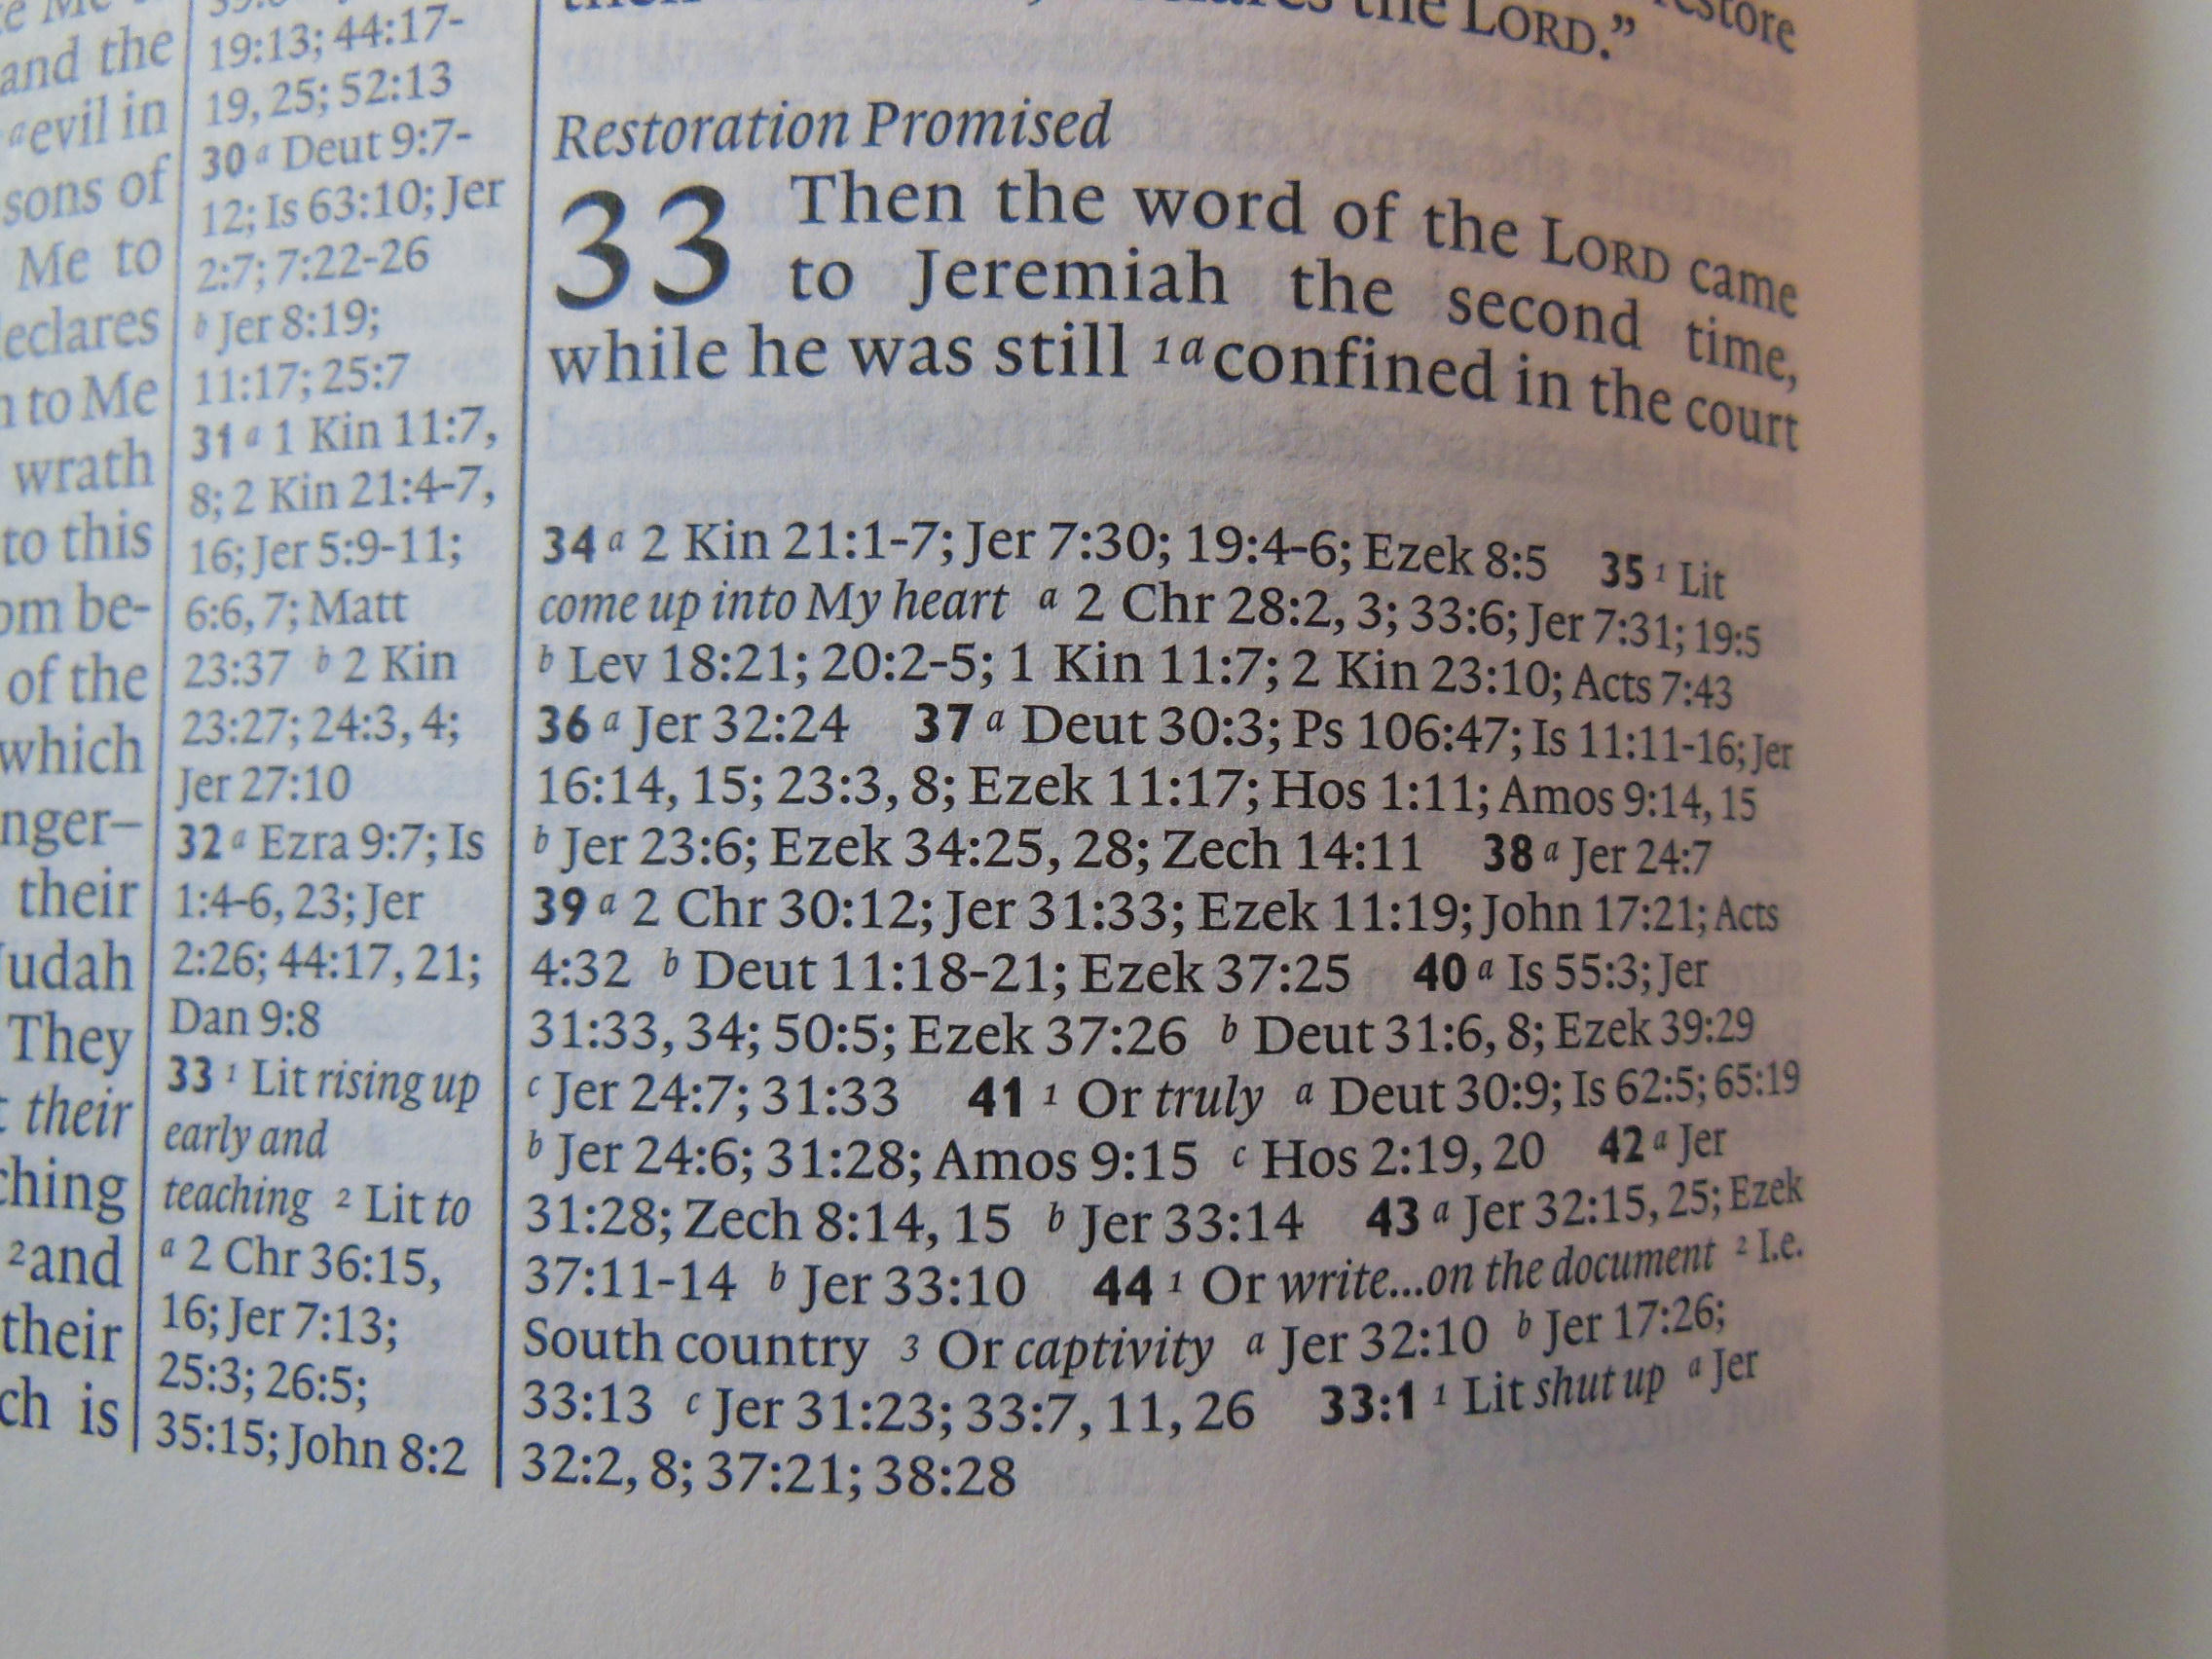 and the
evil in
sons of
Me to
to Me
wrath
to this
be-
of the
which
their
They
their
²and
their
is
19:13; 44:17-
19, 25; 52:13
30 a Deut 9:7-
12; Is 63:10; Jer
2:7; 7:22-26
b Jer 8:19;
11:17; 25:7
31 a 1 Kin 11:7,
8; 2 Kin 21:4-7,
16; Jer 5:9-11;
6:6, 7; Matt
23:37 b 2 Kin
23:27; 24:3, 4;
Jer 27:10
32 a Ezra 9:7; Is
1:4-6, 23; Jer
2:26; 44:17, 21;
Dan 9:8
33 1 Lit rising up
early and
teaching 2 Lit to
a 2 Chr 36:15,
16; Jer 7:13;
25:3; 26:5;
35:15; John 8:2
the LORD.”
Restoration Promised
33 Then the word of the LORD came
to Jeremiah the second time,
while he was still 1a confined in the court
34 a 2 Kin 21:1-7; Jer 7:30; 19:4-6; Ezek 8:5 35 1 Lit
come up into My heart a 2 Chr 28:2, 3; 33:6; Jer 7:31; 19:5
b Lev 18:21; 20:2-5; 1 Kin 11:7; 2 Kin 23:10; Acts 7:43
36 a Jer 32:24 37 a Deut 30:3; Ps 106:47; Is 11:11-16; Jer
16:14, 15; 23:3, 8; Ezek 11:17; Hos 1:11; Amos 9:14, 15
b Jer 23:6; Ezek 34:25, 28; Zech 14:11 38 a Jer 24:7
39 a 2 Chr 30:12; Jer 31:33; Ezek 11:19; John 17:21; Acts
4:32 b Deut 11:18-21; Ezek 37:25 40 a Is 55:3; Jer
31:33, 34; 50:5; Ezek 37:26 b Deut 31:6, 8; Ezek 39:29
c Jer 24:7; 31:33 41 1 Or truly a Deut 30:9; Is 62:5; 65:19
b Jer 24:6; 31:28; Amos 9:15 c Hos 2:19, 20 42 a Jer
31:28; Zech 8:14, 15 b Jer 33:14 43 a Jer 32:15, 25; Ezek
37:11-14 b Jer 33:10 44 1 Or write...on the document 2 I.e.
South country 3 Or captivity a Jer 32:10 b Jer 17:26;
33:13 c Jer 31:23; 33:7, 11, 26 33:1 1 Lit shut up a Jer
32:2, 8; 37:21; 38:28